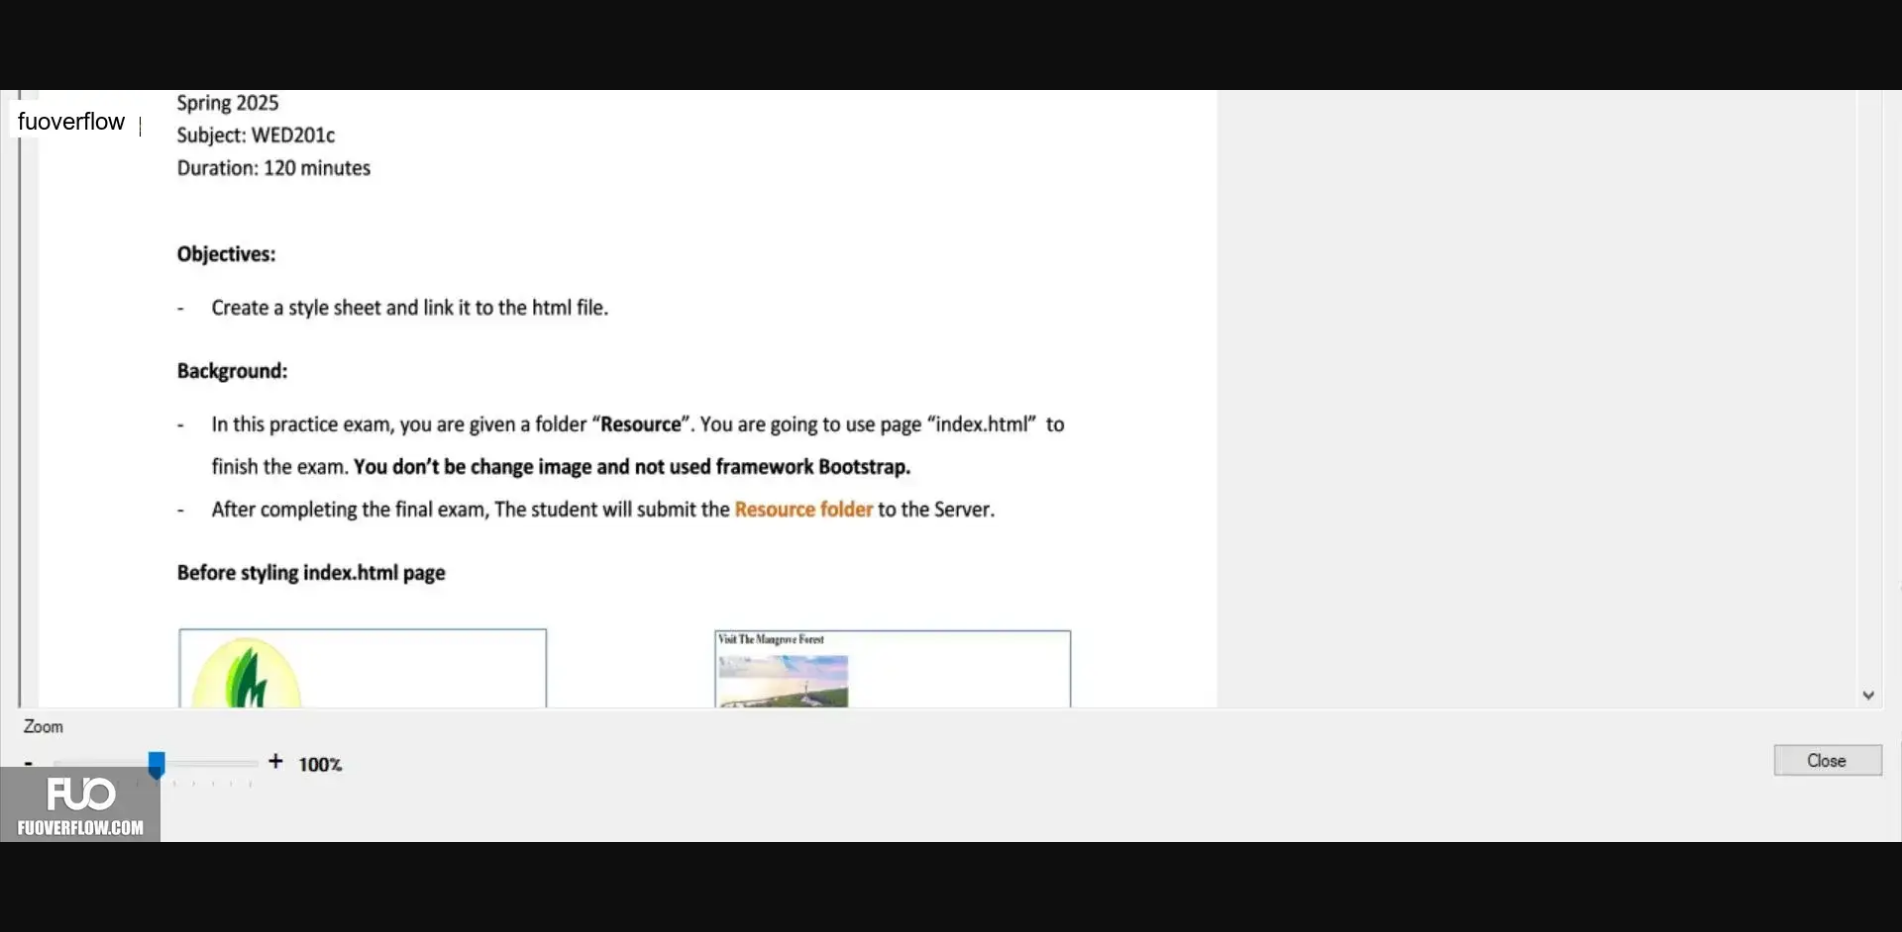 fuoverflow
Spring 2025
Subject: WED201c
Duration: 120 minutes
Objectives:
- Create a style sheet and link it to the html file.
Background:
- In this practice exam, you are given a folder “Resource”. You are going to use page “index.html” to
finish the exam. You don’t be change image and not used framework Bootstrap.
- After completing the final exam, The student will submit the Resource folder to the Server.
Before styling index.html page
Visit The Mangrove Forest
Zoom
- + 100%
Close
FUO
FUOVERFLOW.COM